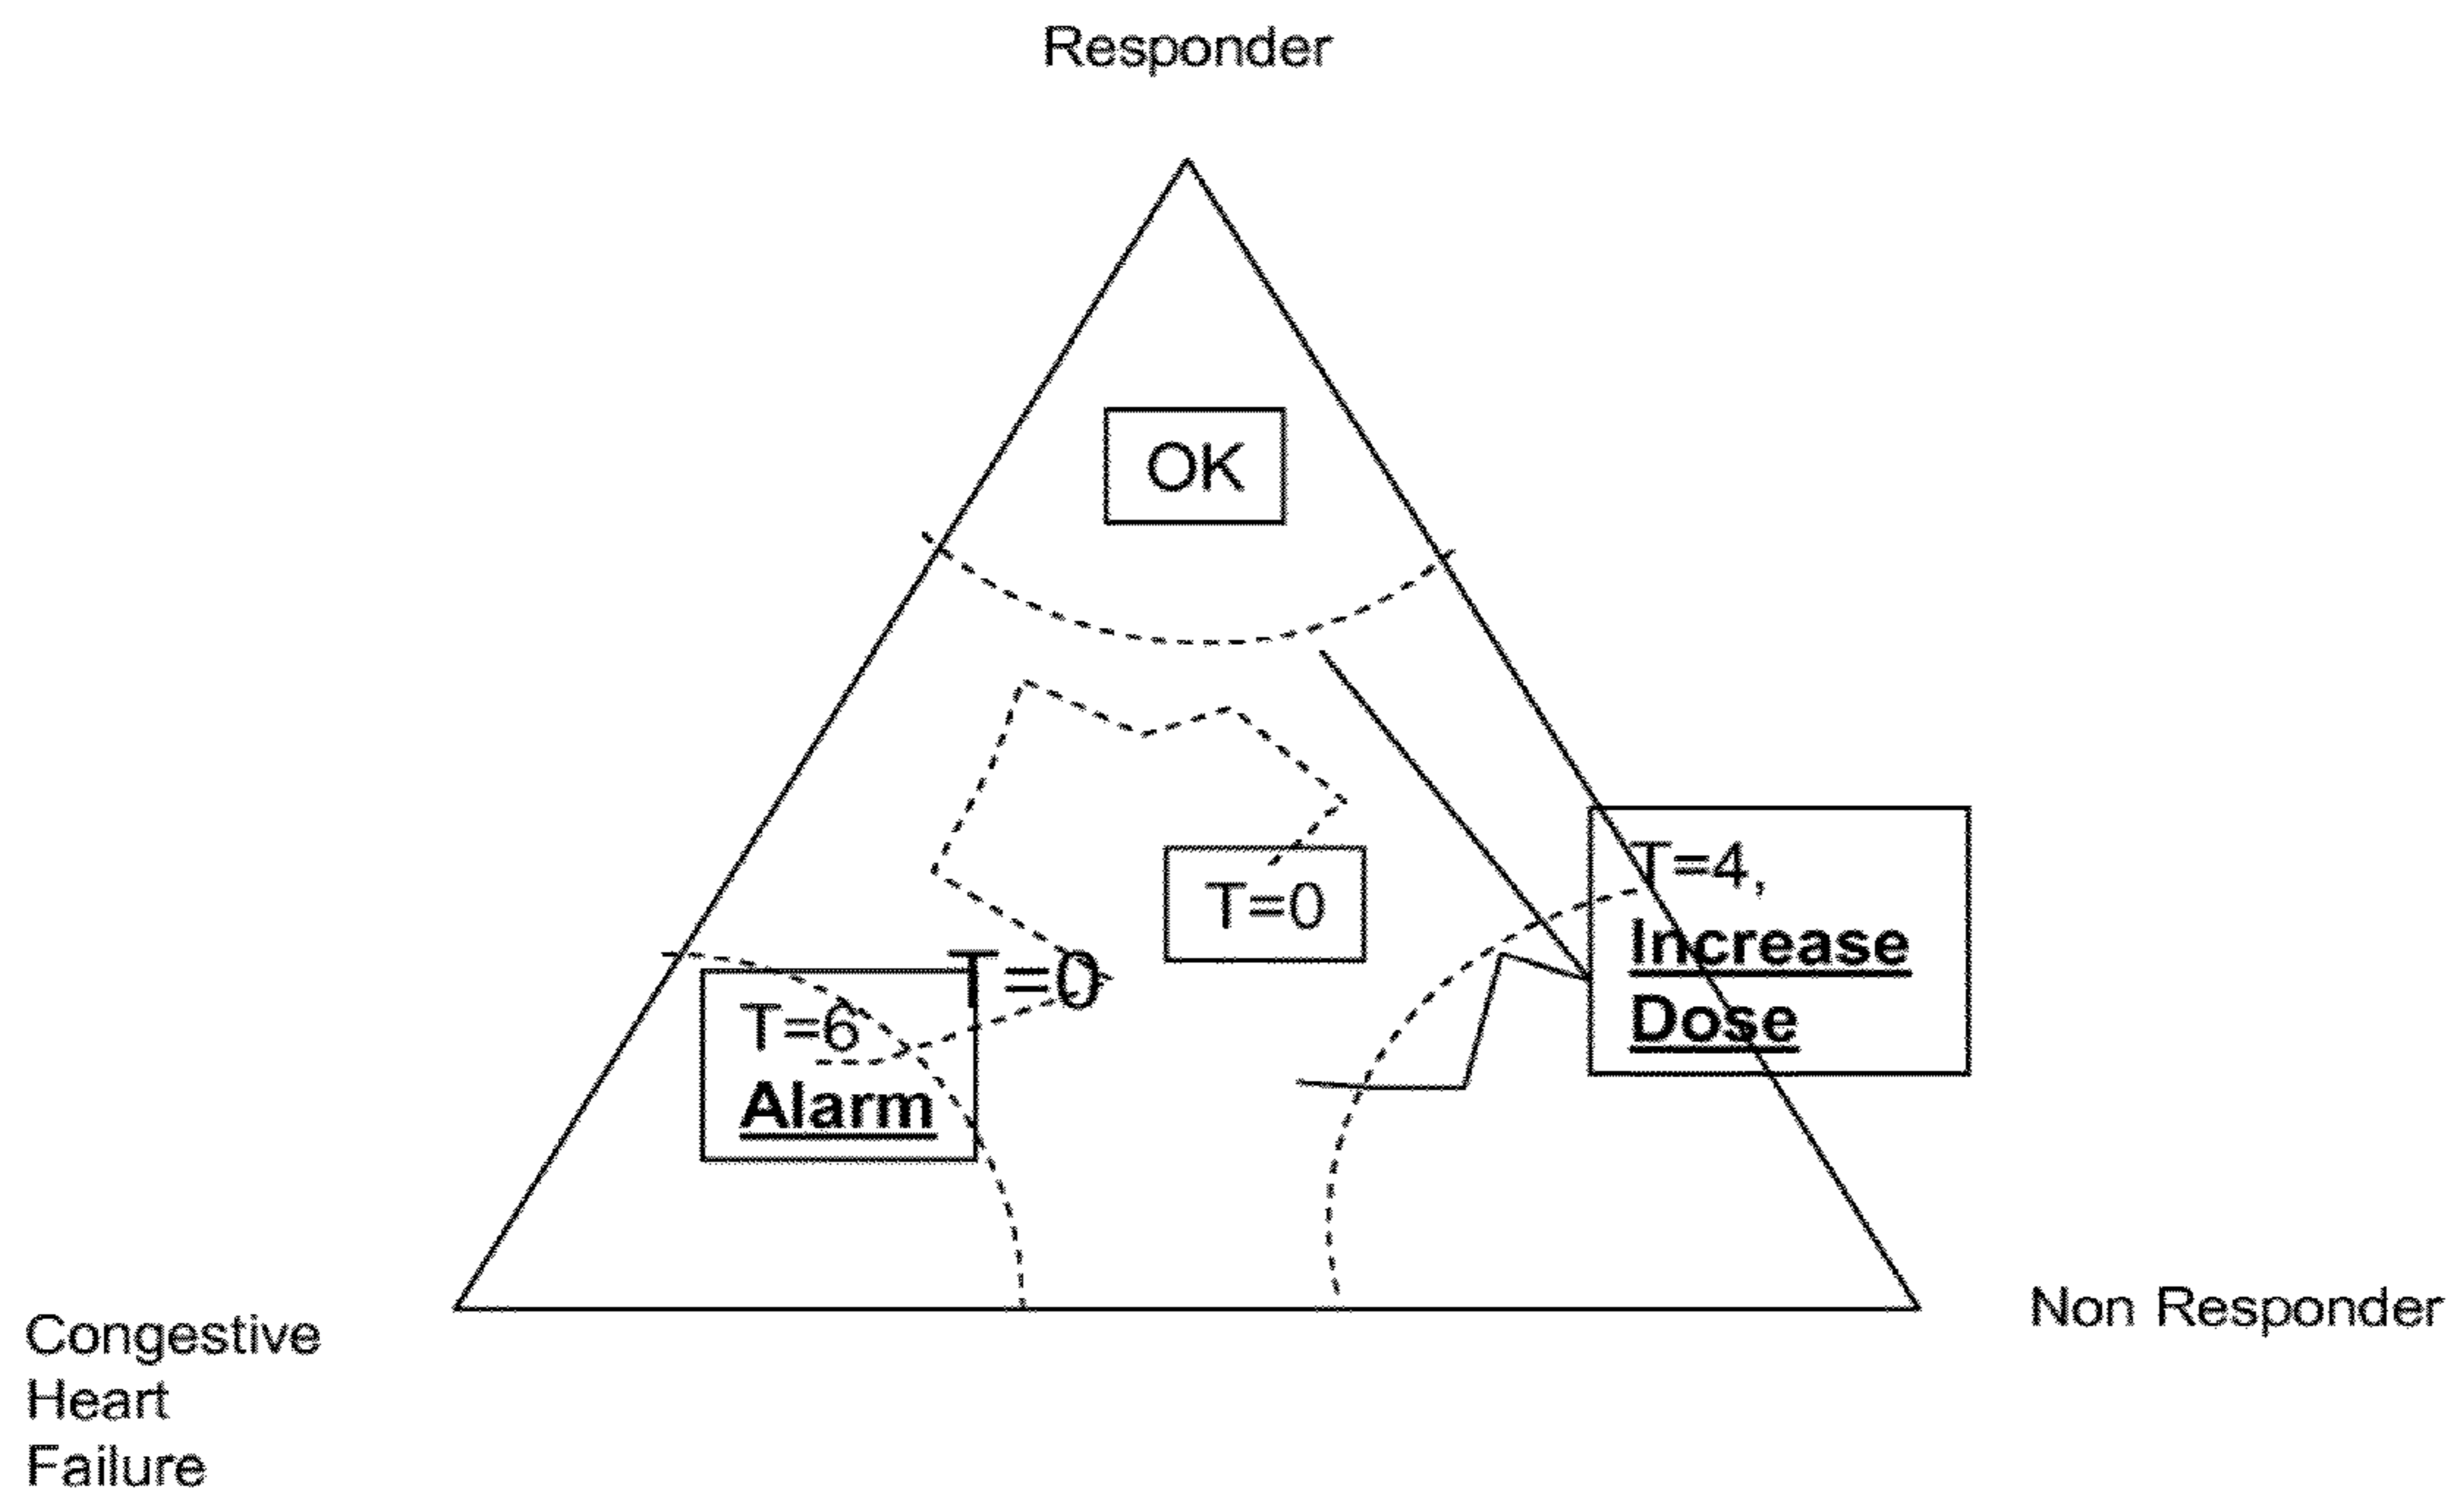 Responder
OK
T=4,
Increase
Dose
T=0
T=0
T=6
Alarm
Non Responder
Congestive
Heart
Failure